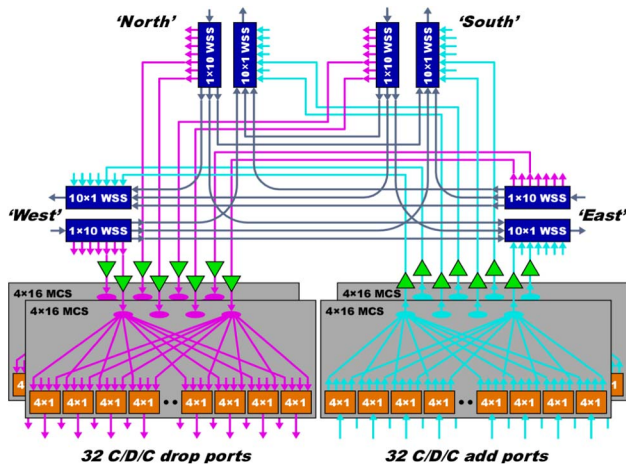 ‘North’ ‘South’
1×10 WSS
10×1 WSS
1×10 WSS
10×1 WSS
10×1 WSS 1×10 WSS
‘West’ ‘East’
1×10 WSS 10×1 WSS
4×16 MCS 4×16 MCS
4×16 MCS 4×16 MCS
4×1 4×1 4×1 4×1 •• 4×1 4×1 4×1 4×1 4×1 4×1 4×1 4×1 •• 4×1 4×1 4×1 4×1
32 C/D/C drop ports 32 C/D/C add ports